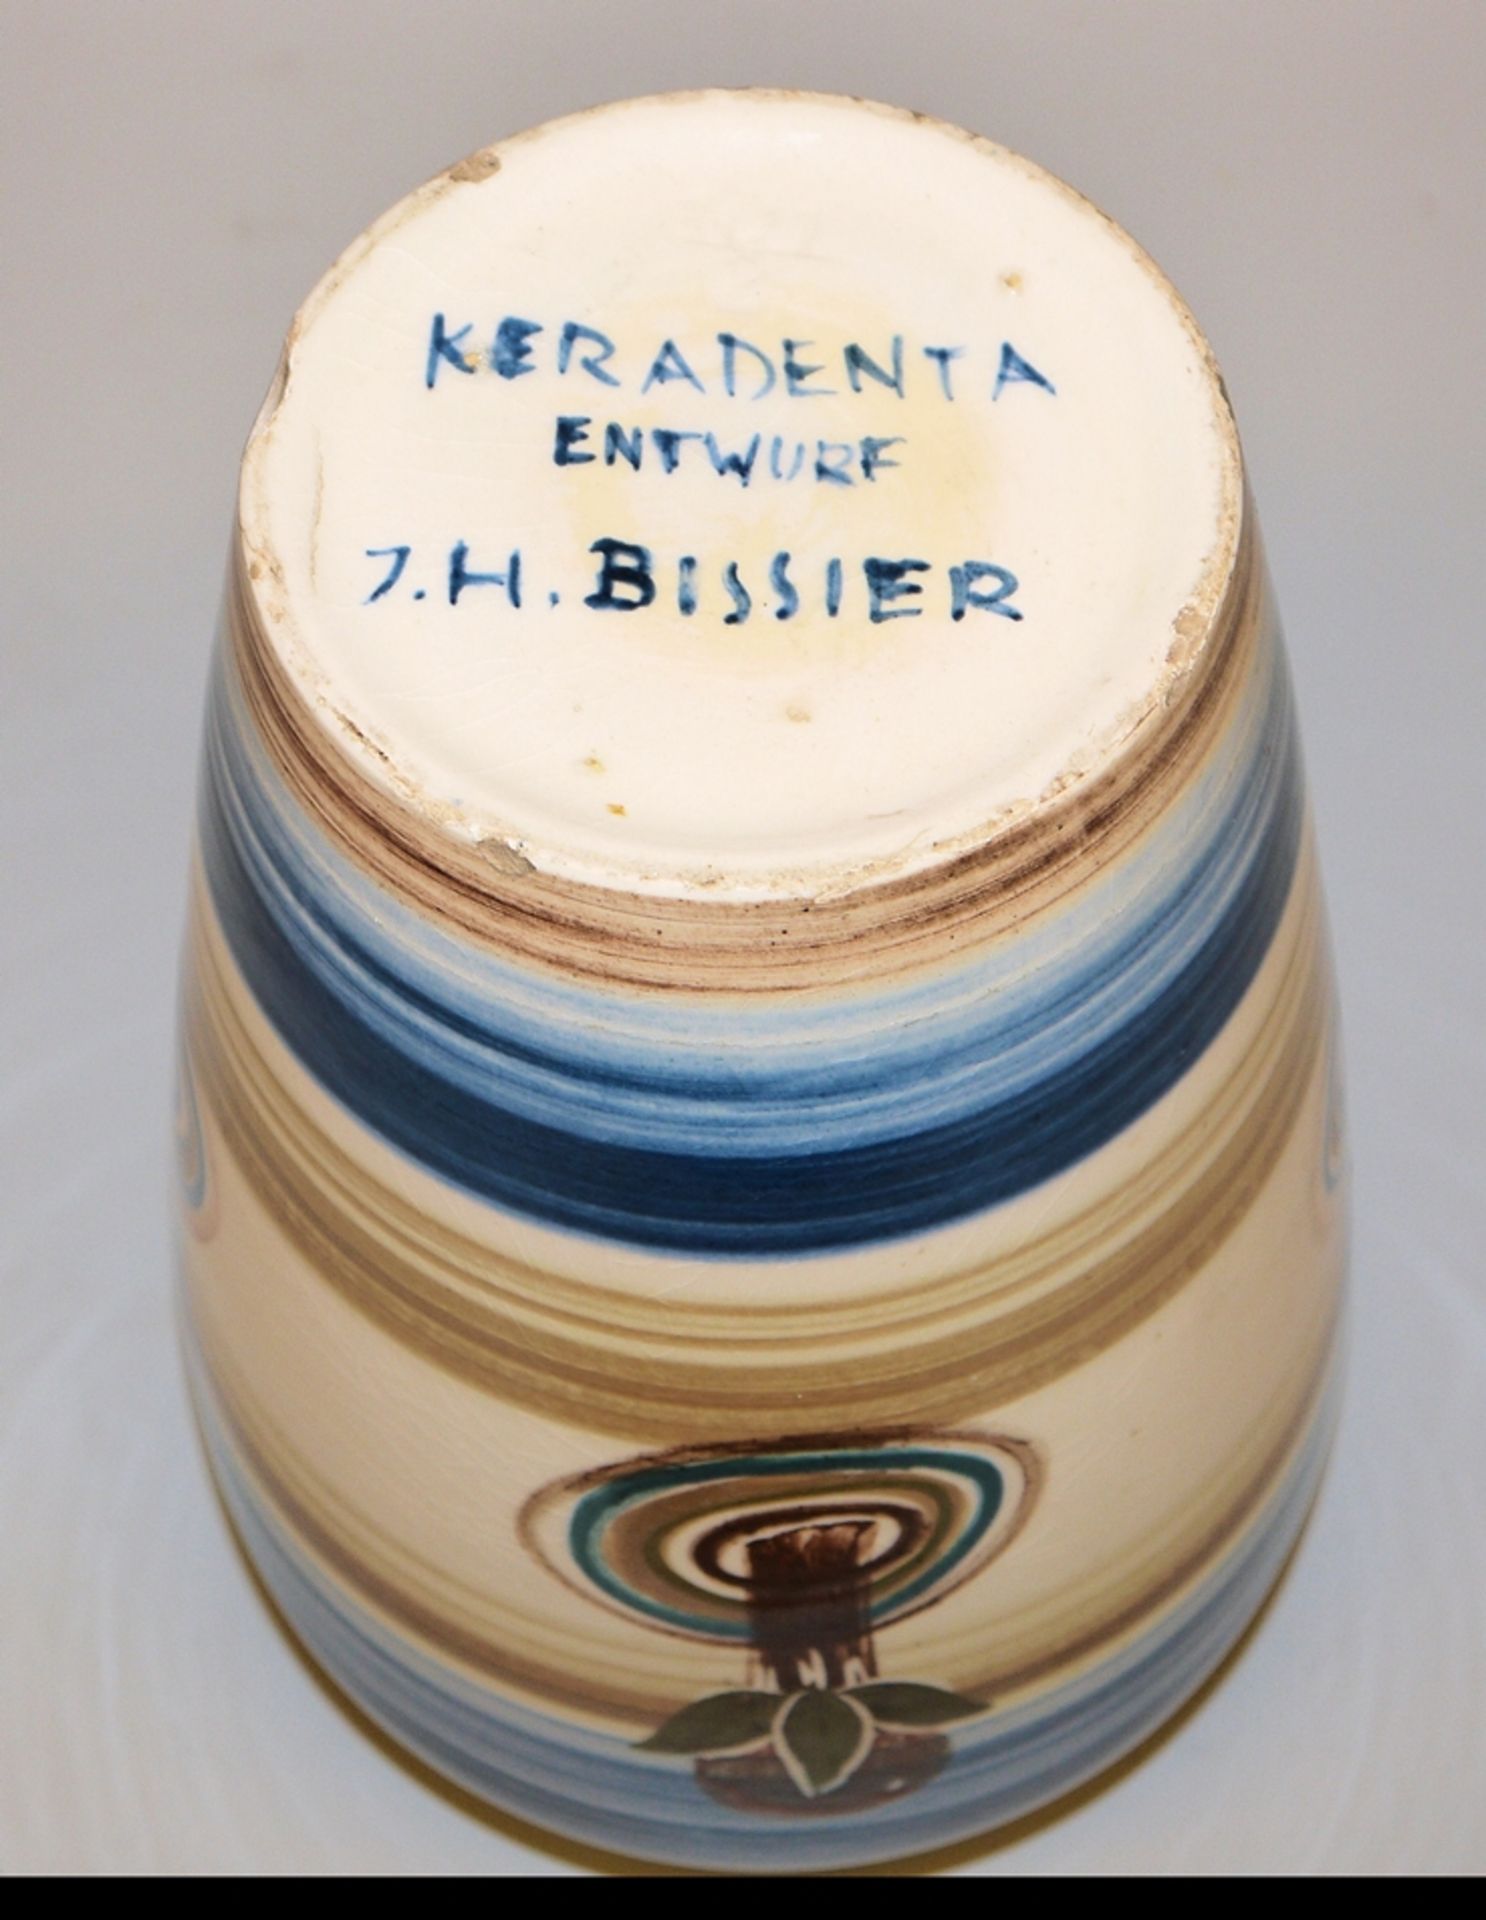 KERADENTA
ENTWURF
J.H. BISSIER